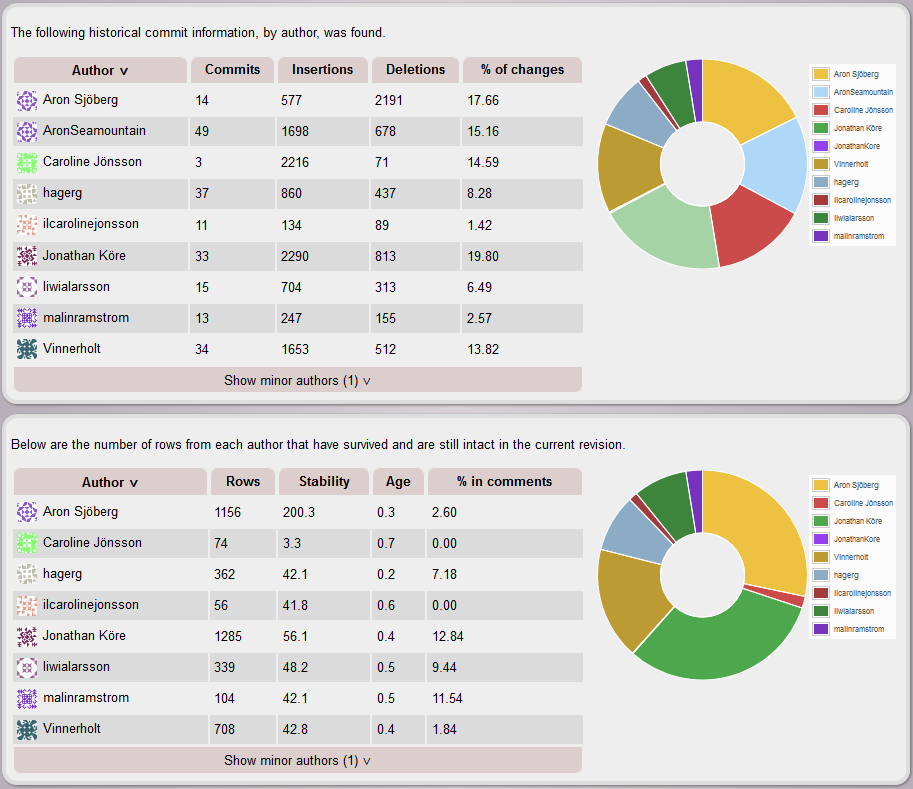 The following historical commit information, by author, was found.
Author ∨ Commits Insertions Deletions % of changes
Aron Sjöberg 14 577 2191 17.66
AronSeamountain 49 1698 678 15.16
Caroline Jönsson 3 2216 71 14.59
hagerg 37 860 437 8.28
ilcarolinejonsson 11 134 89 1.42
Jonathan Köre 33 2290 813 19.80
liwialarsson 15 704 313 6.49
malinramstrom 13 247 155 2.57
Vinnerholt 34 1653 512 13.82
Show minor authors (1) ∨
Aron Sjöberg
AronSeamountain
Caroline Jönsson
Jonathan Köre
JonathanKore
Vinnerholt
hagerg
ilcarolinejonsson
liwialarsson
malinramstrom
Below are the number of rows from each author that have survived and are still intact in the current revision.
Author ∨ Rows Stability Age % in comments
Aron Sjöberg 1156 200.3 0.3 2.60
Caroline Jönsson 74 3.3 0.7 0.00
hagerg 362 42.1 0.2 7.18
ilcarolinejonsson 56 41.8 0.6 0.00
Jonathan Köre 1285 56.1 0.4 12.84
liwialarsson 339 48.2 0.5 9.44
malinramstrom 104 42.1 0.5 11.54
Vinnerholt 708 42.8 0.4 1.84
Show minor authors (1) ∨
Aron Sjöberg
Caroline Jönsson
Jonathan Köre
JonathanKore
Vinnerholt
hagerg
ilcarolinejonsson
liwialarsson
malinramstrom